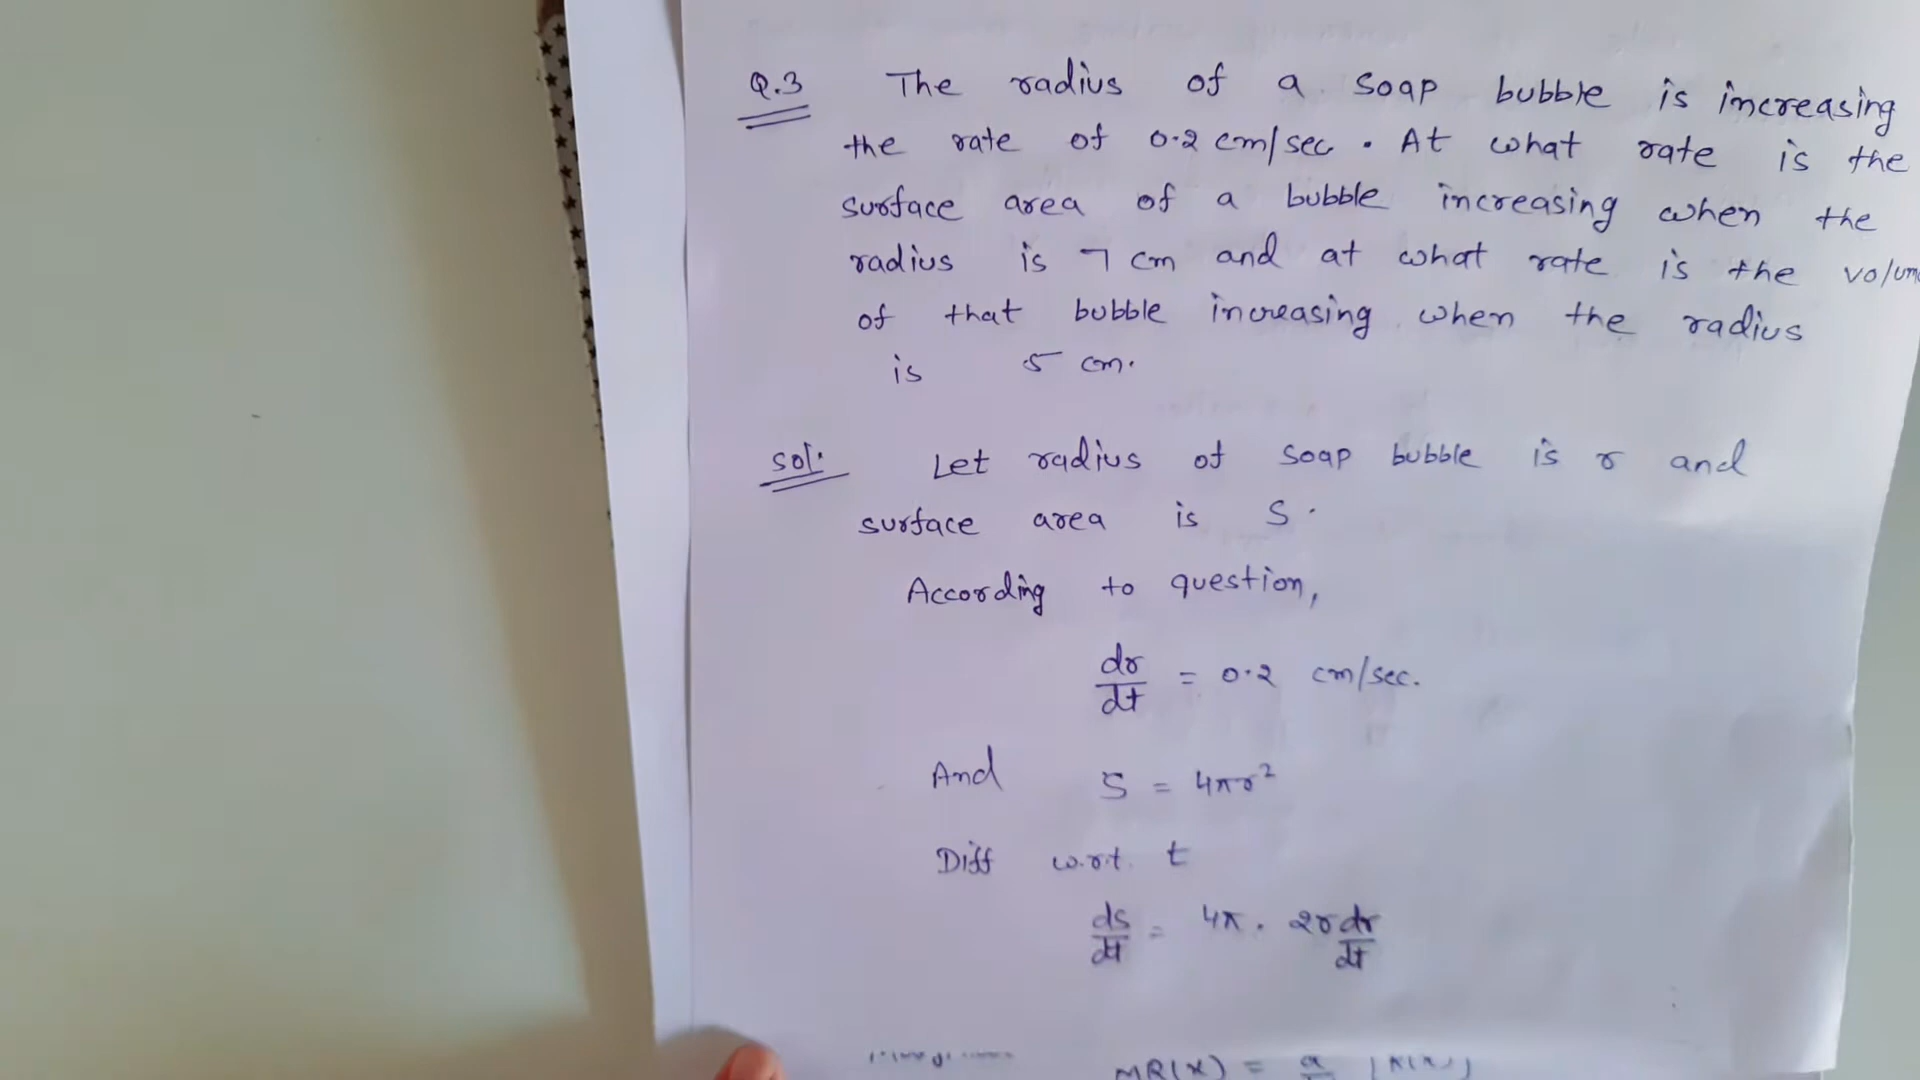 Q.3 The radius of a soap bubble is increasing
the rate of 0.2 cm/sec. At what rate is the
surface area of a bubble increasing when the
radius is 7 cm and at what rate is the volum
of that bubble increasing when the radius
is 5 cm.
Sol. Let radius of soap bubble is r and
surface area is S.
According to question,
dr/dt = 0.2 cm/sec.
And S = 4πr²
Diff w.r.t. t
ds/dt = 4π . 2r dr/dt
MR(x) =